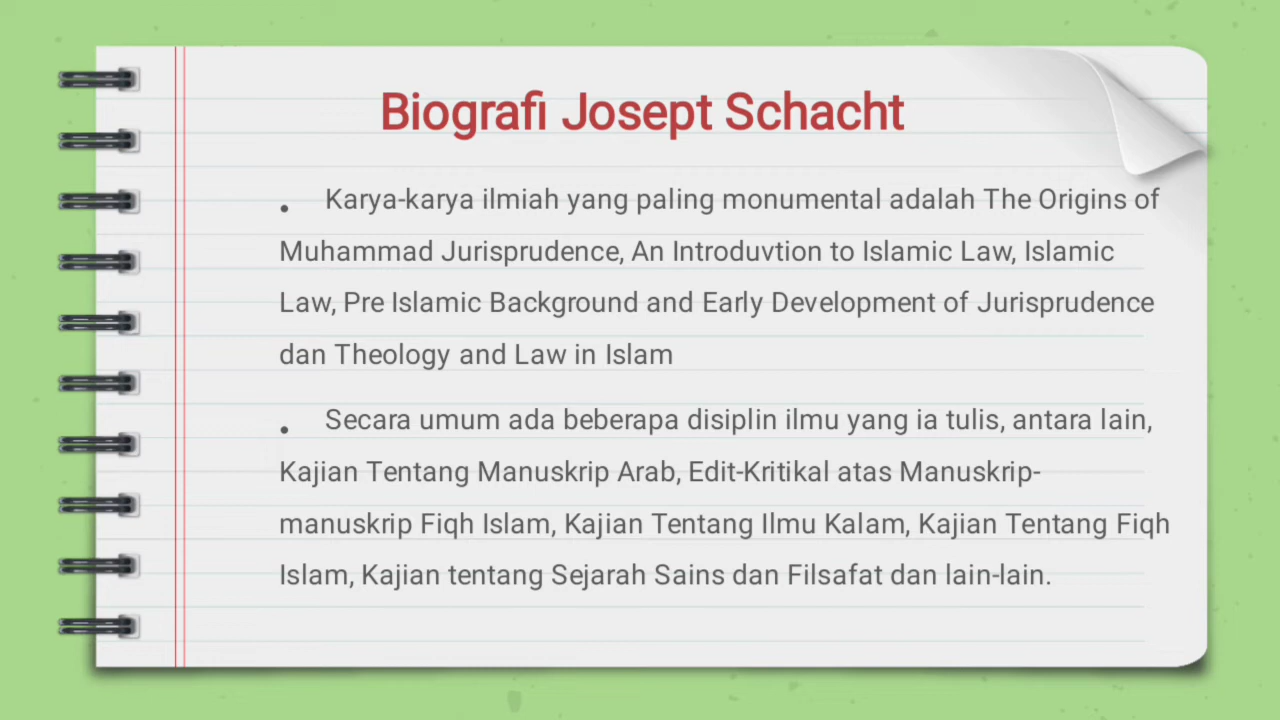 Biografi Josept Schacht
• Karya-karya ilmiah yang paling monumental adalah The Origins of
Muhammad Jurisprudence, An Introduvtion to Islamic Law, Islamic
Law, Pre Islamic Background and Early Development of Jurisprudence
dan Theology and Law in Islam
• Secara umum ada beberapa disiplin ilmu yang ia tulis, antara lain,
Kajian Tentang Manuskrip Arab, Edit-Kritikal atas Manuskrip-
manuskrip Fiqh Islam, Kajian Tentang Ilmu Kalam, Kajian Tentang Fiqh
Islam, Kajian tentang Sejarah Sains dan Filsafat dan lain-lain.